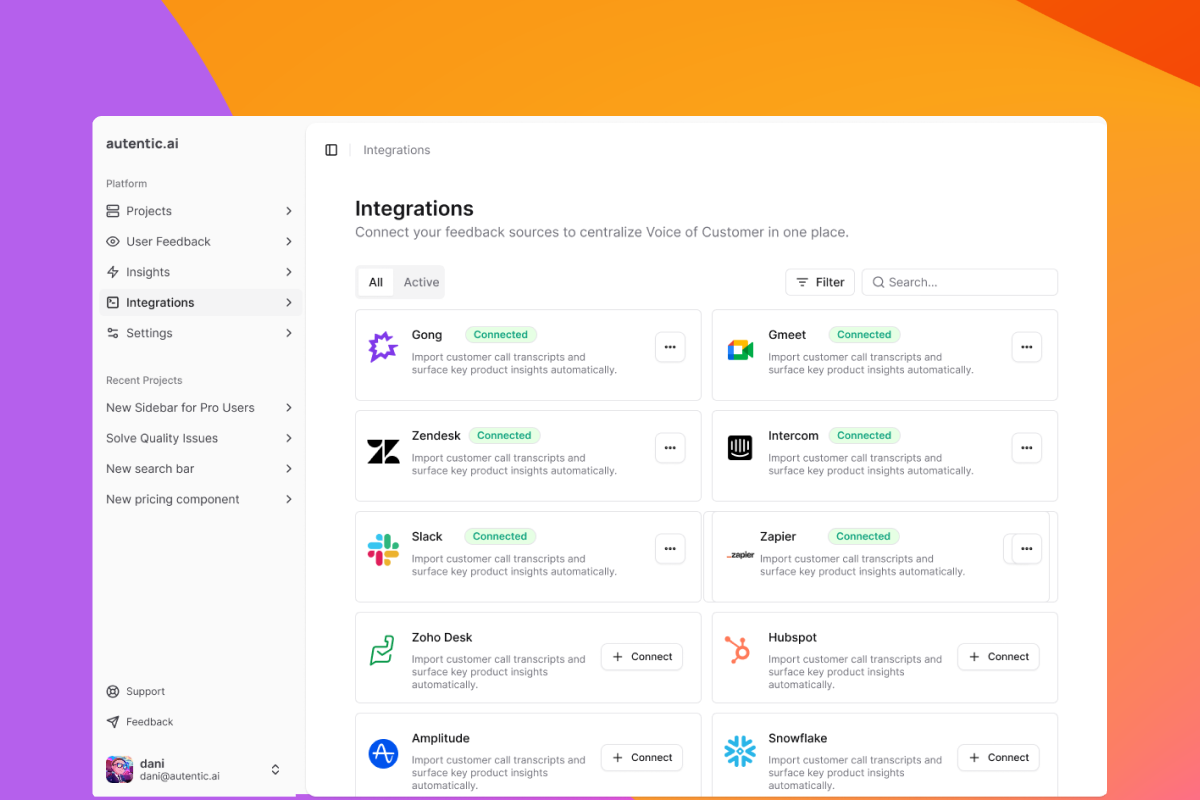 autentic.ai
Platform
Projects
User Feedback
Insights
Integrations
Settings
Recent Projects
New Sidebar for Pro Users
Solve Quality Issues
New search bar
New pricing component
Support
Feedback
dani
dani@autentic.ai
Integrations
Integrations
Connect your feedback sources to centralize Voice of Customer in one place.
All Active
Filter
Search...
Gong Connected
Import customer call transcripts and
surface key product insights automatically.
Gmeet Connected
Import customer call transcripts and
surface key product insights automatically.
Zendesk Connected
Import customer call transcripts and
surface key product insights automatically.
Intercom Connected
Import customer call transcripts and
surface key product insights automatically.
Slack Connected
Import customer call transcripts and
surface key product insights automatically.
zapier
Zapier Connected
Import customer call transcripts and
surface key product insights automatically.
Zoho Desk
Import customer call transcripts and
surface key product insights
automatically.
+ Connect
Hubspot
Import customer call transcripts and
surface key product insights
automatically.
+ Connect
Amplitude
Import customer call transcripts and
surface key product insights
automatically.
+ Connect
Snowflake
Import customer call transcripts and
surface key product insights
automatically.
+ Connect